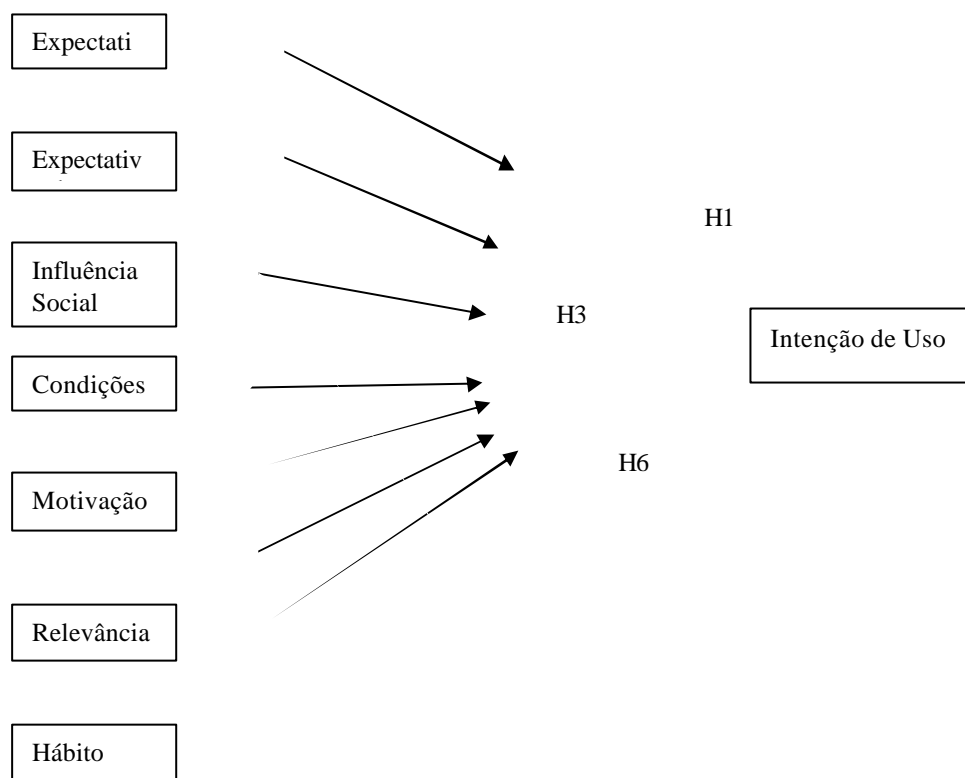 Expectati
Expectativ
Influência
Social
Condições
Motivação
Relevância
Hábito
H1
H3
H6
Intenção de Uso